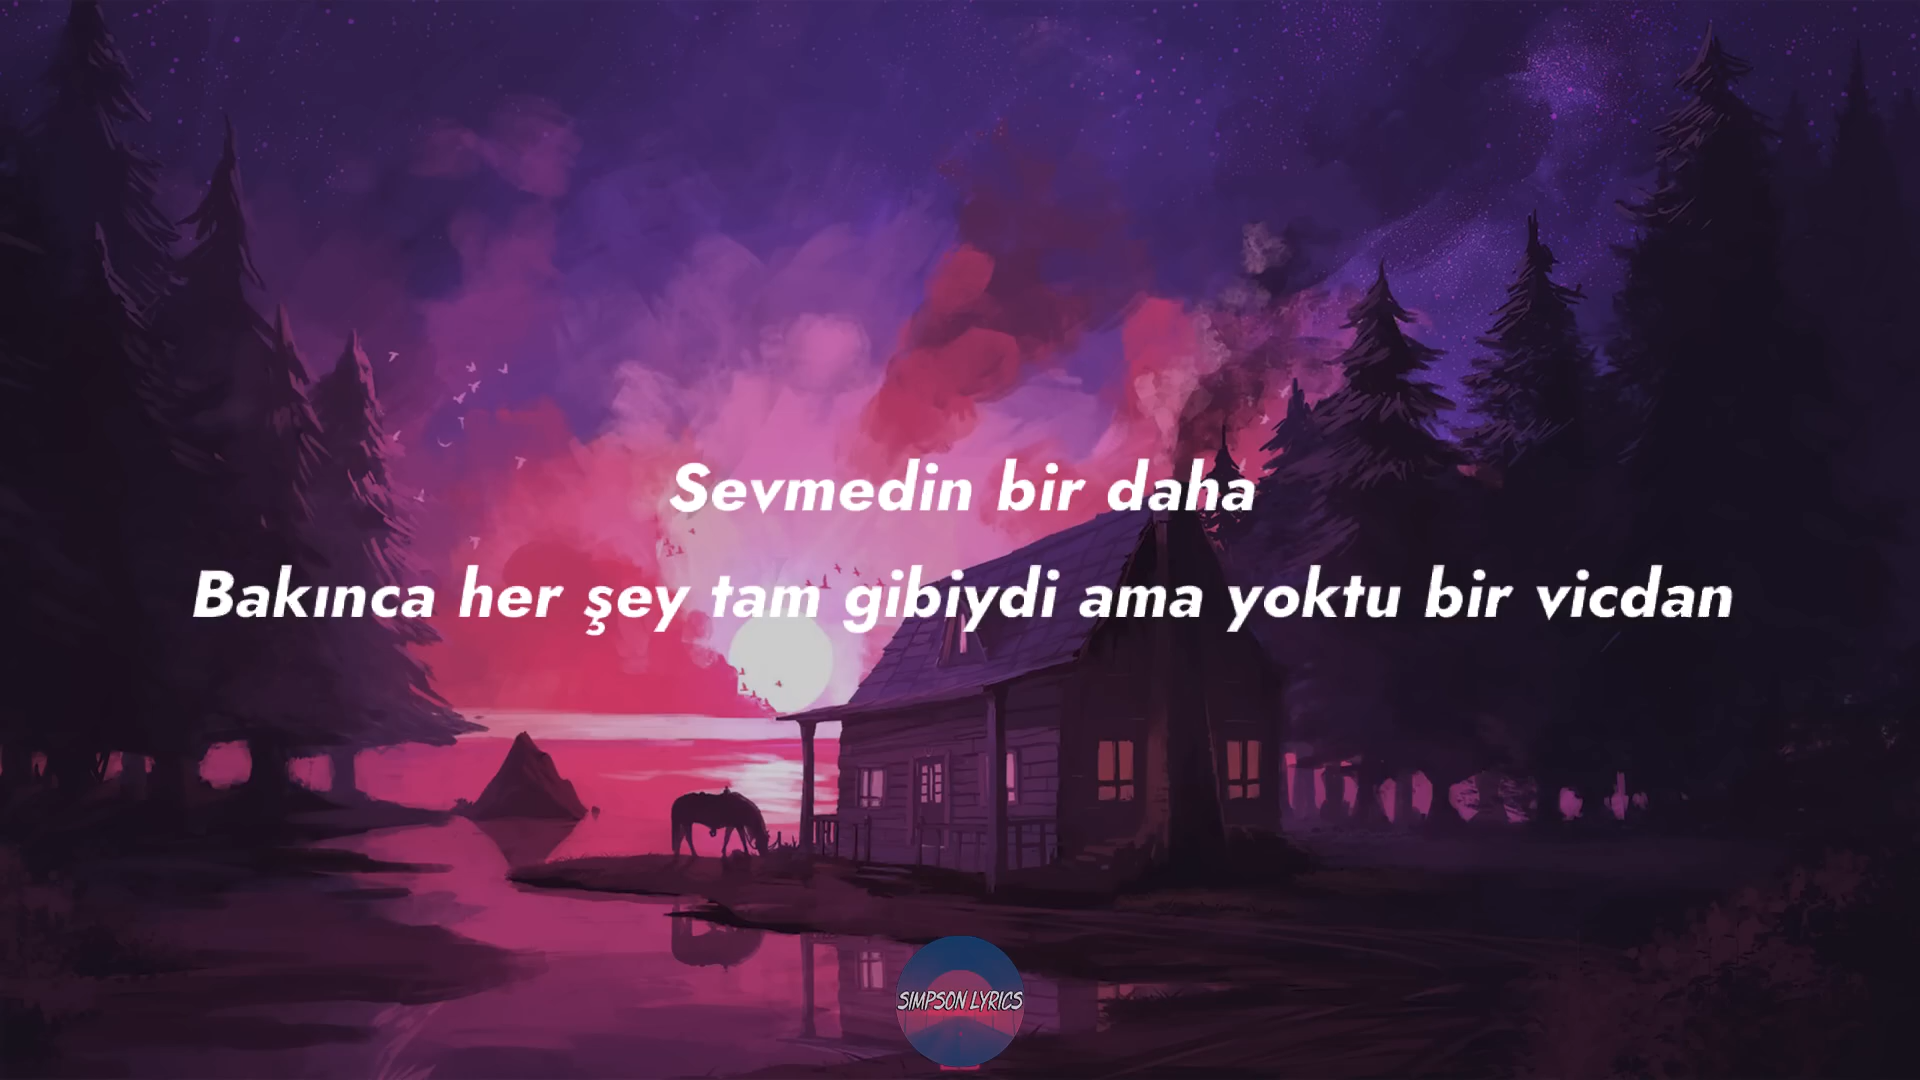 Sevmedin bir daha
Bakınca her şey tam gibiydi ama yoktu bir vicdan
SIMPSON LYRICS